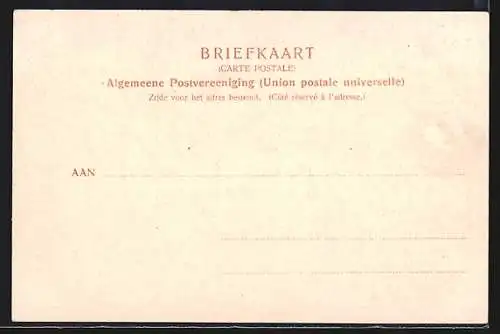 BRIEFKAART
(CARTE POSTALE)
Algemeene Postvereeniging (Union postale universelle)
Zijde voor het adres bestemd. (Côté réservé à l'adresse.)
AAN